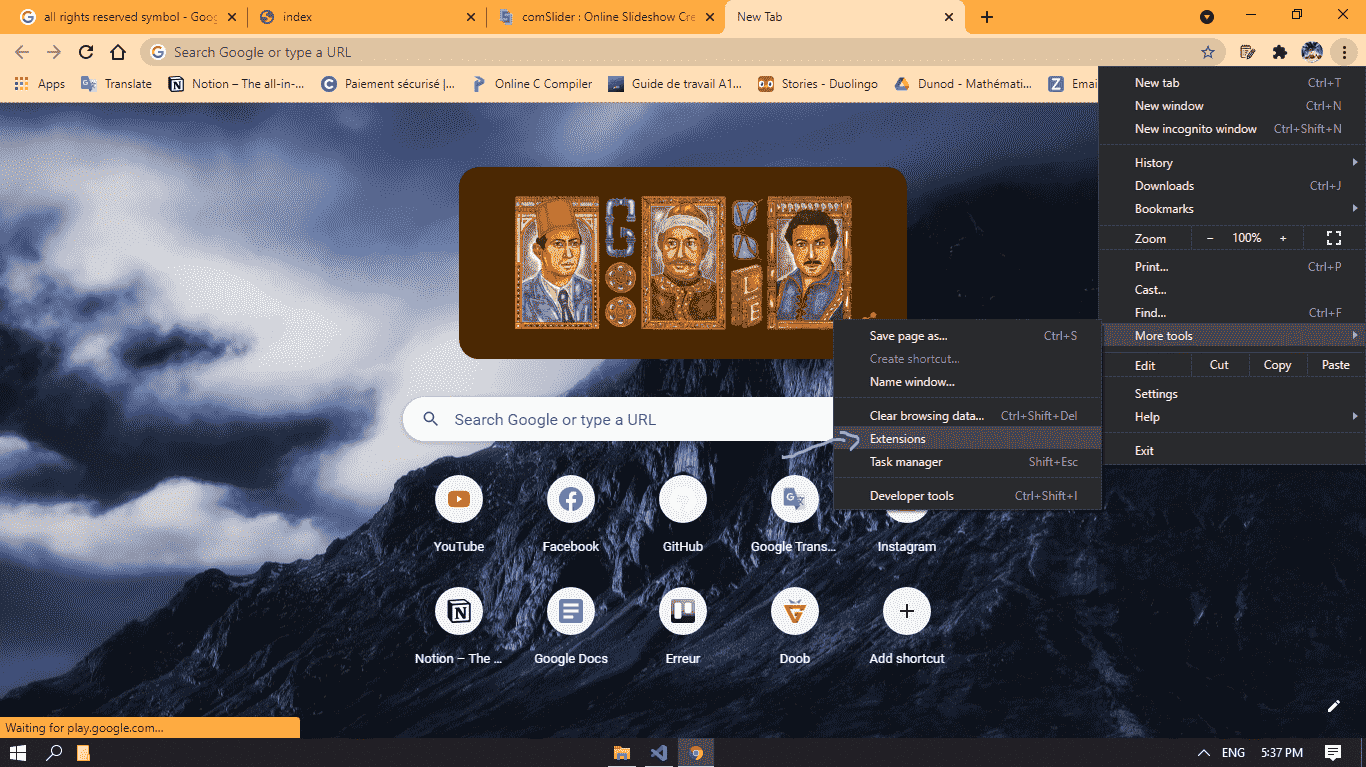 all rights reserved symbol - Goo
index
comSlider : Online Slideshow Cre
New Tab
Search Google or type a URL
Apps
Translate
Notion – The all-in-...
Paiement sécurisé |...
Online C Compiler
Guide de travail A1...
Stories - Duolingo
Dunod - Mathémati...
Emai
New tab Ctrl+T
New window Ctrl+N
New incognito window Ctrl+Shift+N
History
Downloads Ctrl+J
Bookmarks
Zoom − 100% +
Print... Ctrl+P
Cast...
Find... Ctrl+F
More tools
Edit Cut Copy Paste
Settings
Help
Exit
Save page as... Ctrl+S
Create shortcut...
Name window...
Clear browsing data... Ctrl+Shift+Del
Extensions
Task manager Shift+Esc
Developer tools Ctrl+Shift+I
G
L
E
Search Google or type a URL
YouTube
Facebook
GitHub
Google Trans...
Instagram
Notion – The ...
Google Docs
Erreur
Doob
Add shortcut
Waiting for play.google.com...
ENG
5:37 PM